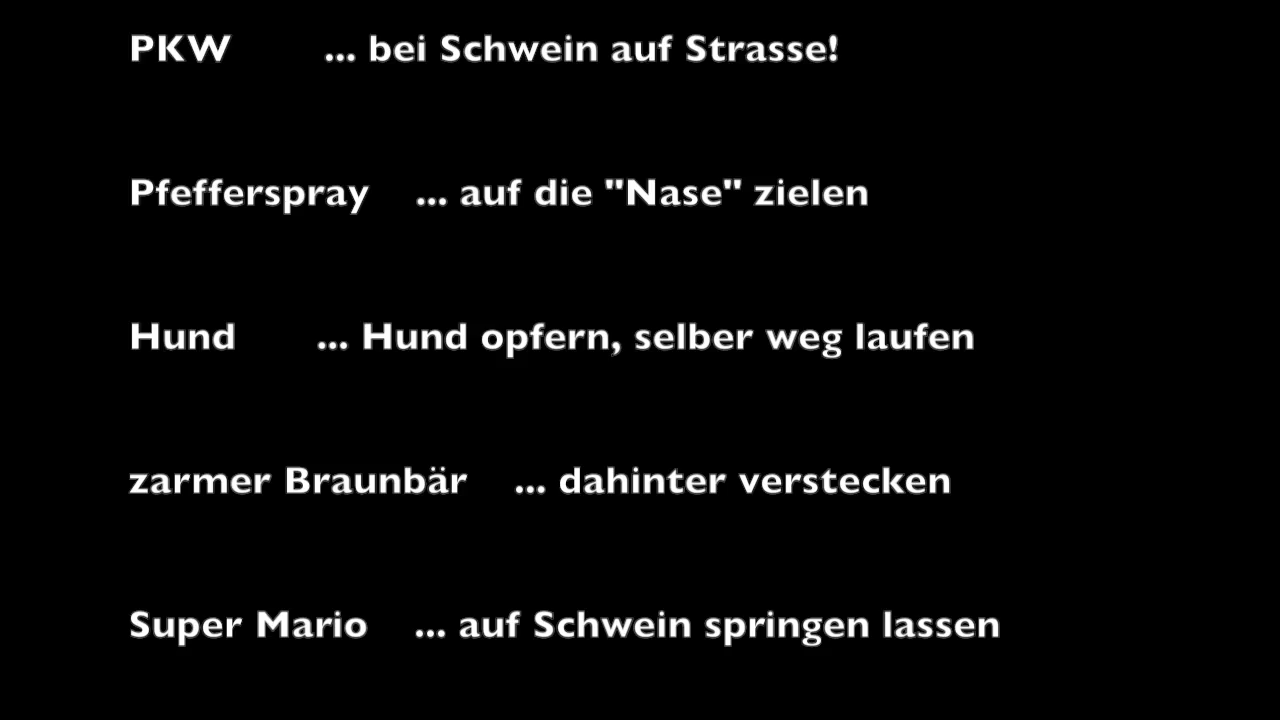 PKW ... bei Schwein auf Strasse!
Pfefferspray ... auf die "Nase" zielen
Hund ... Hund opfern, selber weg laufen
zarmer Braunbär ... dahinter verstecken
Super Mario ... auf Schwein springen lassen